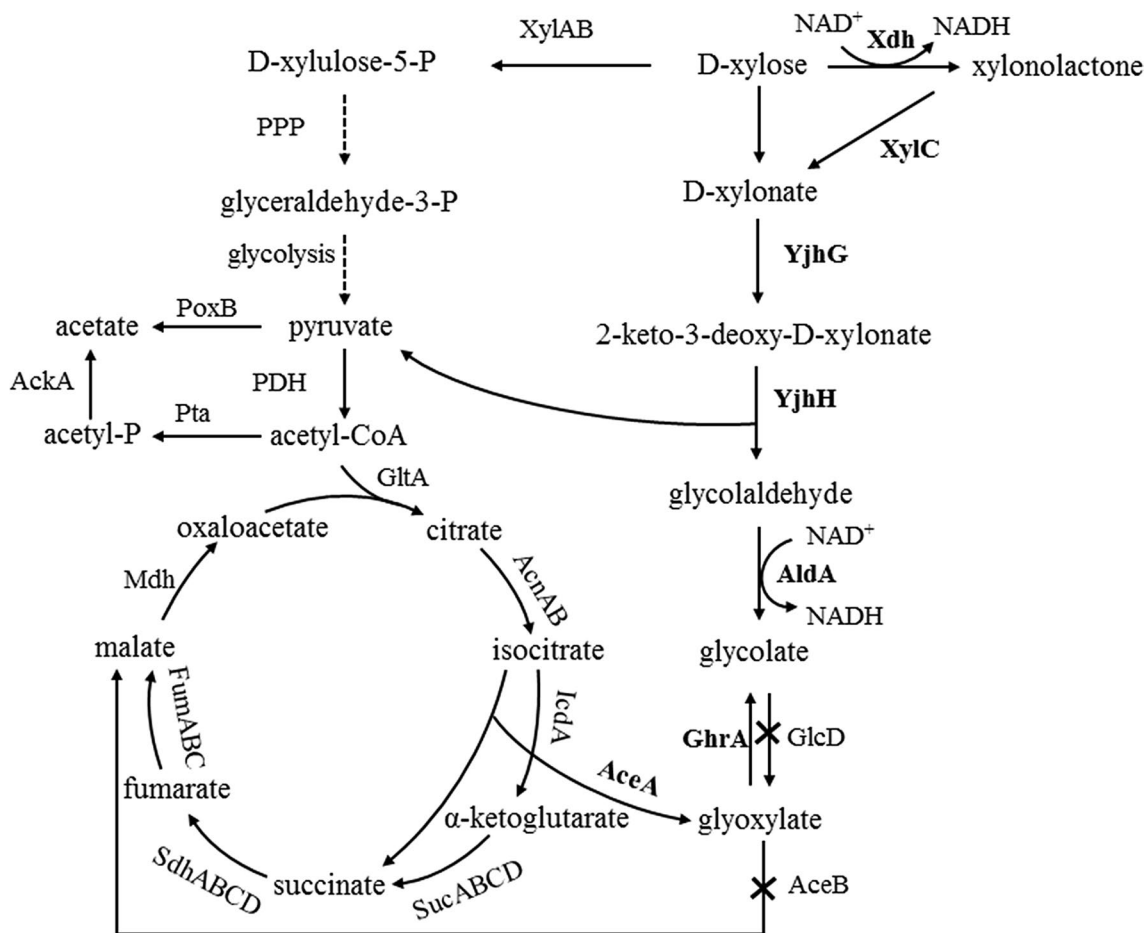 XylAB
NAD+
Xdh
NADH
D-xylulose-5-P
D-xylose
xylonolactone
PPP
XylC
glyceraldehyde-3-P
D-xylonate
glycolysis
YjhG
PoxB
acetate
pyruvate
2-keto-3-deoxy-D-xylonate
AckA
PDH
YjhH
Pta
acetyl-P
acetyl-CoA
GltA
glycolaldehyde
oxaloacetate
citrate
NAD+
Mdh
AcnAB
AldA
NADH
malate
isocitrate
glycolate
FumABC
IcdA
GhrA
GlcD
fumarate
AceA
α-ketoglutarate
glyoxylate
SdhABCD
succinate
SucABCD
AceB